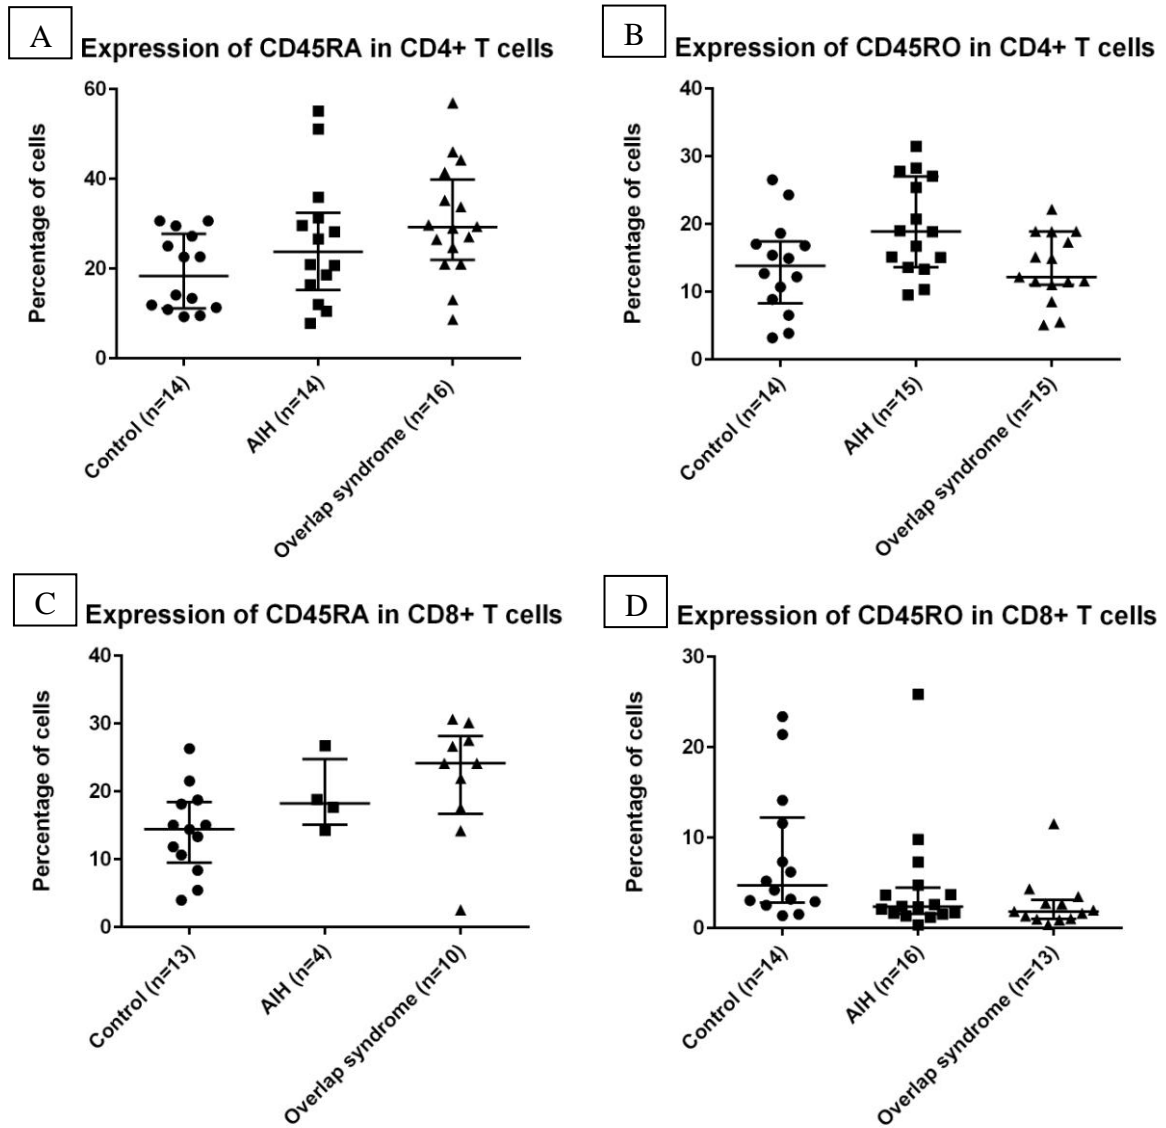 A
Expression of CD45RA in CD4+ T cells
Percentage of cells
60
40
20
0
Control (n=14)
AIH (n=14)
Overlap syndrome (n=16)
B
Expression of CD45RO in CD4+ T cells
Percentage of cells
40
30
20
10
0
Control (n=14)
AIH (n=15)
Overlap syndrome (n=15)
C
Expression of CD45RA in CD8+ T cells
Percentage of cells
40
30
20
10
0
Control (n=13)
AIH (n=4)
Overlap syndrome (n=10)
D
Expression of CD45RO in CD8+ T cells
Percentage of cells
30
20
10
0
Control (n=14)
AIH (n=16)
Overlap syndrome (n=13)